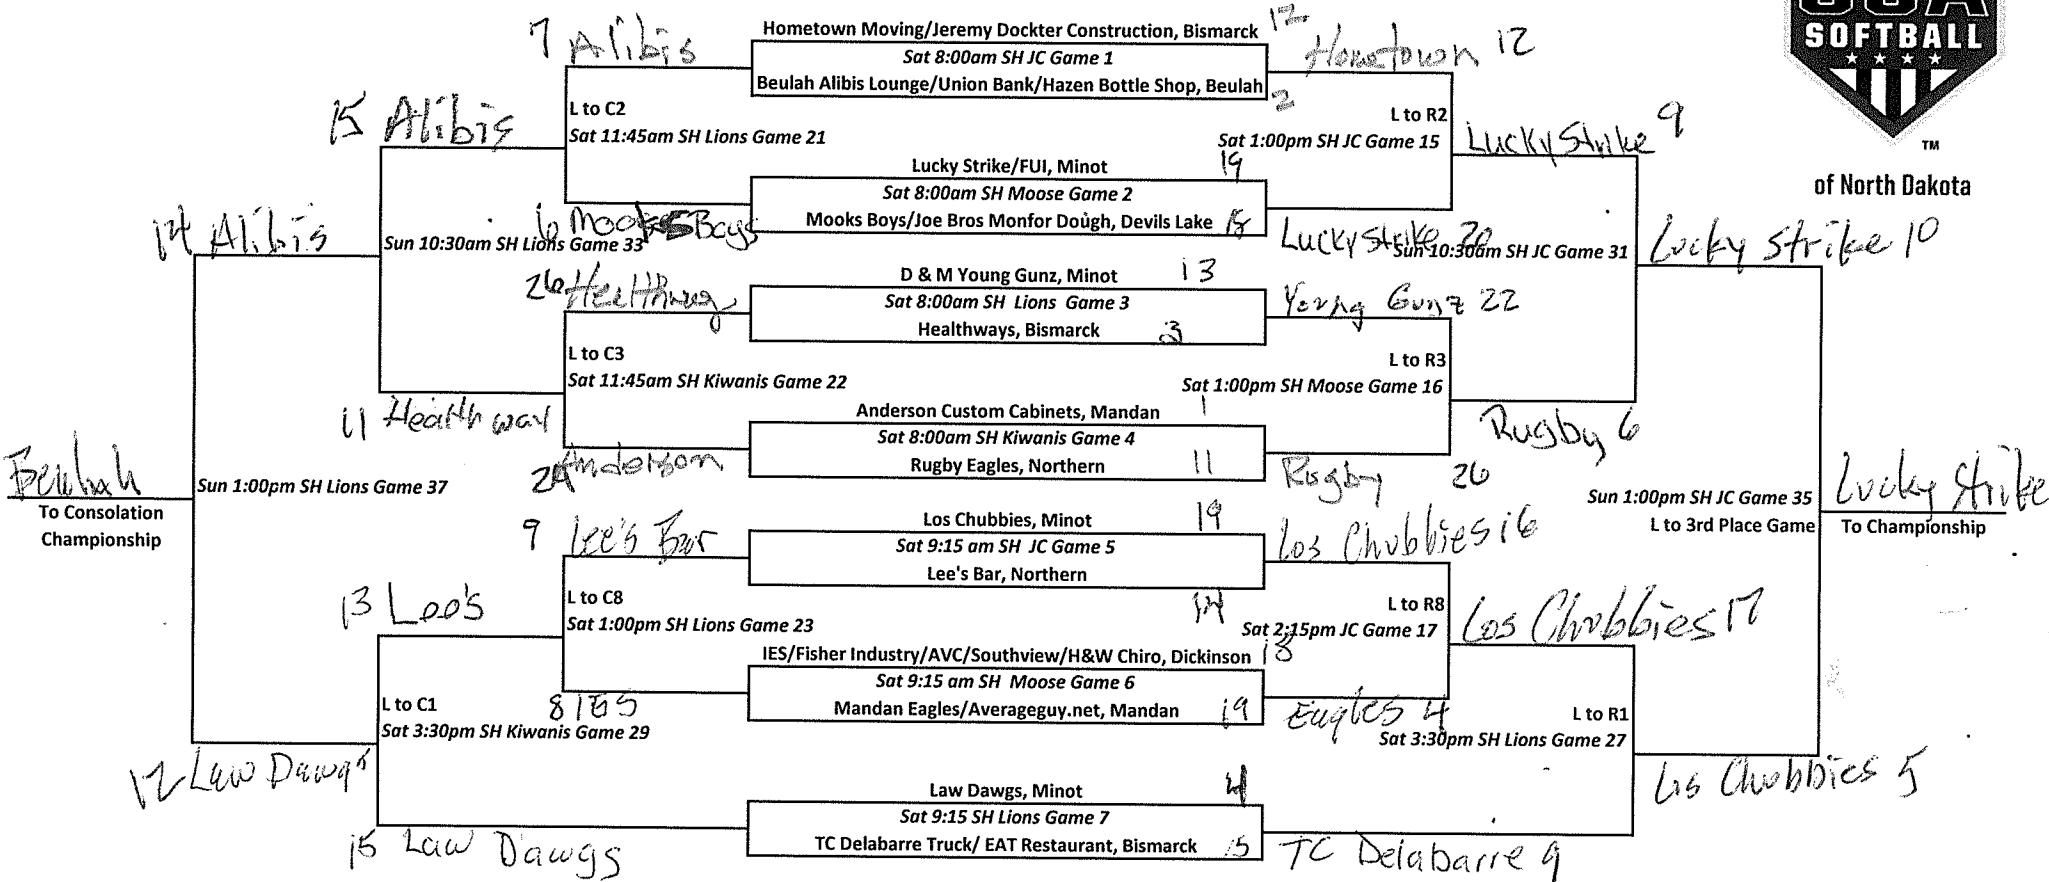 USA
SOFTBALL
TM
of North Dakota
7 Alibis
Hometown Moving/Jeremy Dockter Construction, Bismarck 12
Sat 8:00am SH JC Game 1
Beulah Alibis Lounge/Union Bank/Hazen Bottle Shop, Beulah 2
Hometown 12
15 Alibis
L to C2
Sat 11:45am SH Lions Game 21
L to R2
Sat 1:00pm SH JC Game 15
Lucky Strike 9
Lucky Strike/FUI, Minot 19
Sat 8:00am SH Moose Game 2
Mooks Boys/Joe Bros Monfor Dough, Devils Lake 18
6 Mooks Boys
Lucky Strike 20
14 Alibis
Sun 10:30am SH Lions Game 33
Sun 10:30am SH JC Game 31
Lucky Strike 10
26 Healthway
D & M Young Gunz, Minot 13
Sat 8:00am SH Lions Game 3
Healthways, Bismarck 3
Young Gunz 22
L to C3
Sat 11:45am SH Kiwanis Game 22
L to R3
Sat 1:00pm SH Moose Game 16
11 Healthway
Anderson Custom Cabinets, Mandan 1
Sat 8:00am SH Kiwanis Game 4
Rugby Eagles, Northern 11
Rugby 6
Anderson
Rugby 26
Beulah
To Consolation
Championship
Sun 1:00pm SH Lions Game 37
Sun 1:00pm SH JC Game 35
L to 3rd Place Game
Lucky Strike
To Championship
9 Lee's Bar
Los Chubbies, Minot 19
Sat 9:15 am SH JC Game 5
Lee's Bar, Northern
14
Los Chubbies 16
13 Lee's
L to C8
Sat 1:00pm SH Lions Game 23
L to R8
Sat 2:15pm JC Game 17
Los Chubbies 17
IES/Fisher Industry/AVC/Southview/H&W Chiro, Dickinson 18
Sat 9:15 am SH Moose Game 6
Mandan Eagles/Averageguy.net, Mandan 19
8 IES
Eagles 4
L to C1
Sat 3:30pm SH Kiwanis Game 29
L to R1
Sat 3:30pm SH Lions Game 27
12 Law Dawgs
Los Chubbies 5
Law Dawgs, Minot 4
Sat 9:15 SH Lions Game 7
TC Delabarre Truck/ EAT Restaurant, Bismarck 15
15 Law Dawgs
TC Delabarre 9